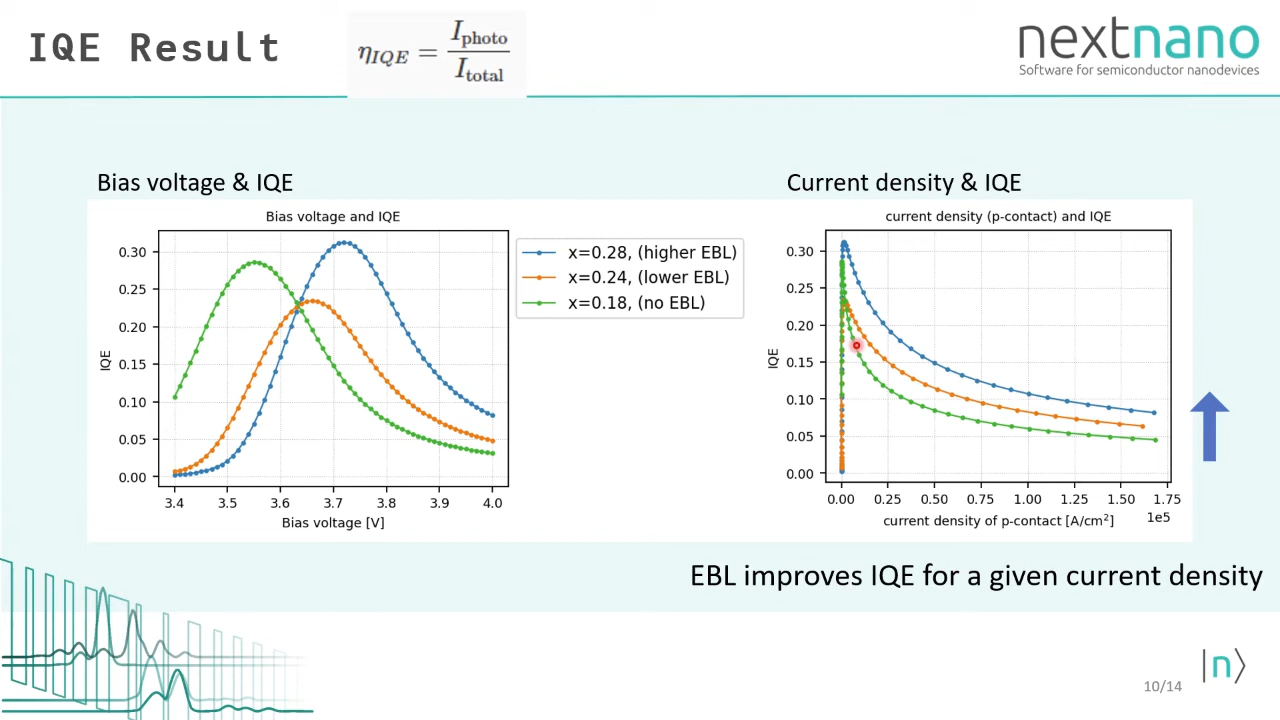 IQE Result
η_IQE = I_photo / I_total
nextnano
Software for semiconductor nanodevices
Bias voltage & IQE
Current density & IQE
Bias voltage and IQE
IQE
0.30
0.25
0.20
0.15
0.10
0.05
0.00
3.4 3.5 3.6 3.7 3.8 3.9 4.0
Bias voltage [V]
x=0.28, (higher EBL)
x=0.24, (lower EBL)
x=0.18, (no EBL)
current density (p-contact) and IQE
IQE
0.30
0.25
0.20
0.15
0.10
0.05
0.00
0.00 0.25 0.50 0.75 1.00 1.25 1.50 1.75
1e5
current density of p-contact [A/cm²]
EBL improves IQE for a given current density
|n⟩
10/14